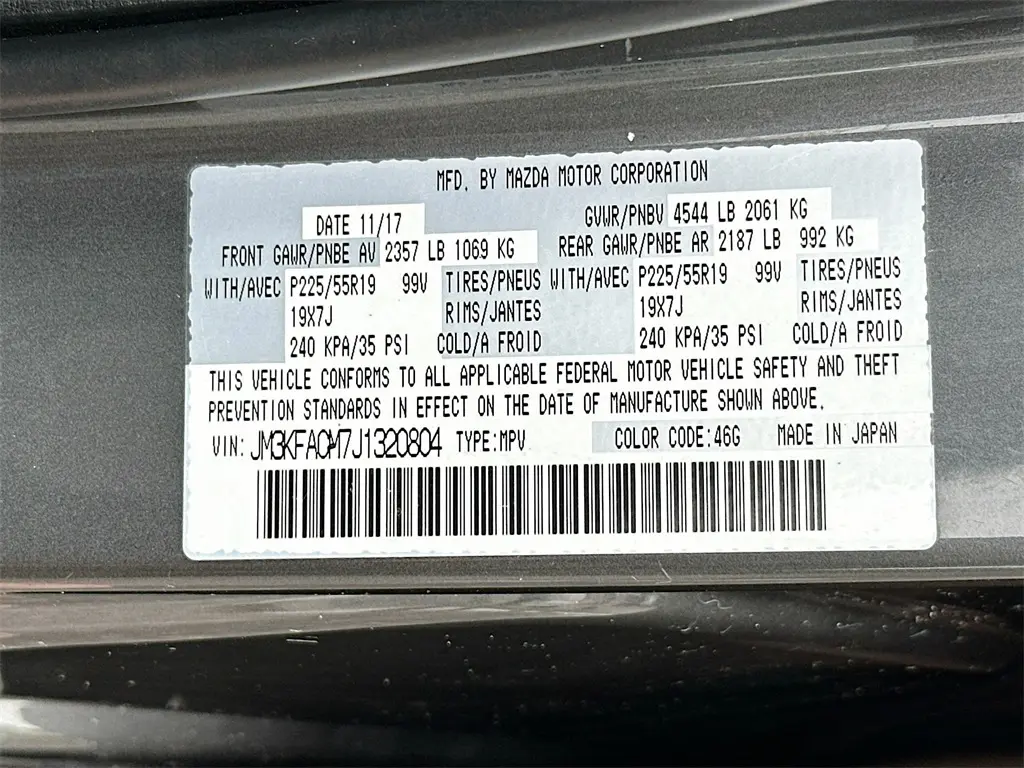 MFD. BY MAZDA MOTOR CORPORATION
DATE 11/17 GVWR/PNBV 4544 LB 2061 KG
FRONT GAWR/PNBE AV 2357 LB 1069 KG REAR GAWR/PNBE AR 2187 LB 992 KG
WITH/AVEC P225/55R19 99V TIRES/PNEUS WITH/AVEC P225/55R19 99V TIRES/PNEUS
19X7J RIMS/JANTES 19X7J RIMS/JANTES
240 KPA/35 PSI COLD/A FROID 240 KPA/35 PSI COLD/A FROID
THIS VEHICLE CONFORMS TO ALL APPLICABLE FEDERAL MOTOR VEHICLE SAFETY AND THEFT
PREVENTION STANDARDS IN EFFECT ON THE DATE OF MANUFACTURE SHOWN ABOVE.
VIN: JM3KFACM7J1320804 TYPE:MPV COLOR CODE:46G MADE IN JAPAN